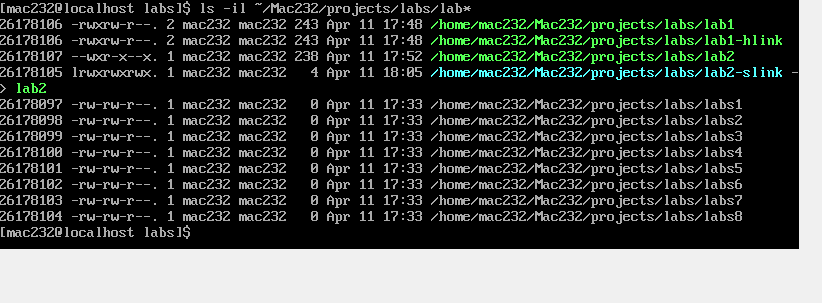 [mac232@localhost labs]$ ls -il ~/Mac232/projects/labs/lab*
26178106 -rwxrw-r--. 2 mac232 mac232 243 Apr 11 17:48 /home/mac232/Mac232/projects/labs/lab1
26178106 -rwxrw-r--. 2 mac232 mac232 243 Apr 11 17:48 /home/mac232/Mac232/projects/labs/lab1-hlink
26178107 --wxr-x--x. 1 mac232 mac232 238 Apr 11 17:52 /home/mac232/Mac232/projects/labs/lab2
26178105 lrwxrwxrwx. 1 mac232 mac232   4 Apr 11 18:05 /home/mac232/Mac232/projects/labs/lab2-slink -
> lab2
26178097 -rw-rw-r--. 1 mac232 mac232   0 Apr 11 17:33 /home/mac232/Mac232/projects/labs/labs1
26178098 -rw-rw-r--. 1 mac232 mac232   0 Apr 11 17:33 /home/mac232/Mac232/projects/labs/labs2
26178099 -rw-rw-r--. 1 mac232 mac232   0 Apr 11 17:33 /home/mac232/Mac232/projects/labs/labs3
26178100 -rw-rw-r--. 1 mac232 mac232   0 Apr 11 17:33 /home/mac232/Mac232/projects/labs/labs4
26178101 -rw-rw-r--. 1 mac232 mac232   0 Apr 11 17:33 /home/mac232/Mac232/projects/labs/labs5
26178102 -rw-rw-r--. 1 mac232 mac232   0 Apr 11 17:33 /home/mac232/Mac232/projects/labs/labs6
26178103 -rw-rw-r--. 1 mac232 mac232   0 Apr 11 17:33 /home/mac232/Mac232/projects/labs/labs7
26178104 -rw-rw-r--. 1 mac232 mac232   0 Apr 11 17:33 /home/mac232/Mac232/projects/labs/labs8
[mac232@localhost labs]$